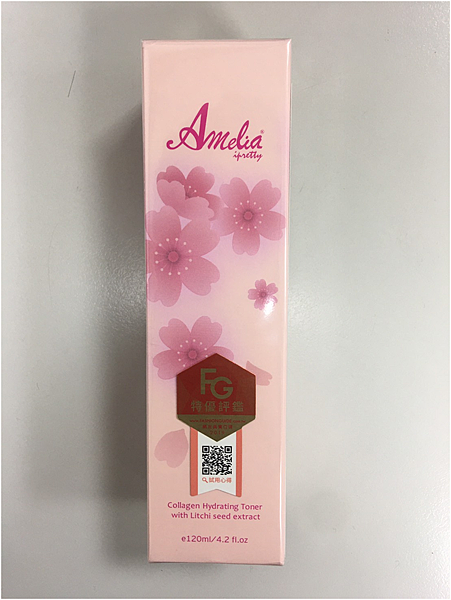 Amelia®
ipretty
FG
特優評鑑
試用心得
Collagen Hydrating Toner
with Litchi seed extract
e120ml/4.2 fl.oz